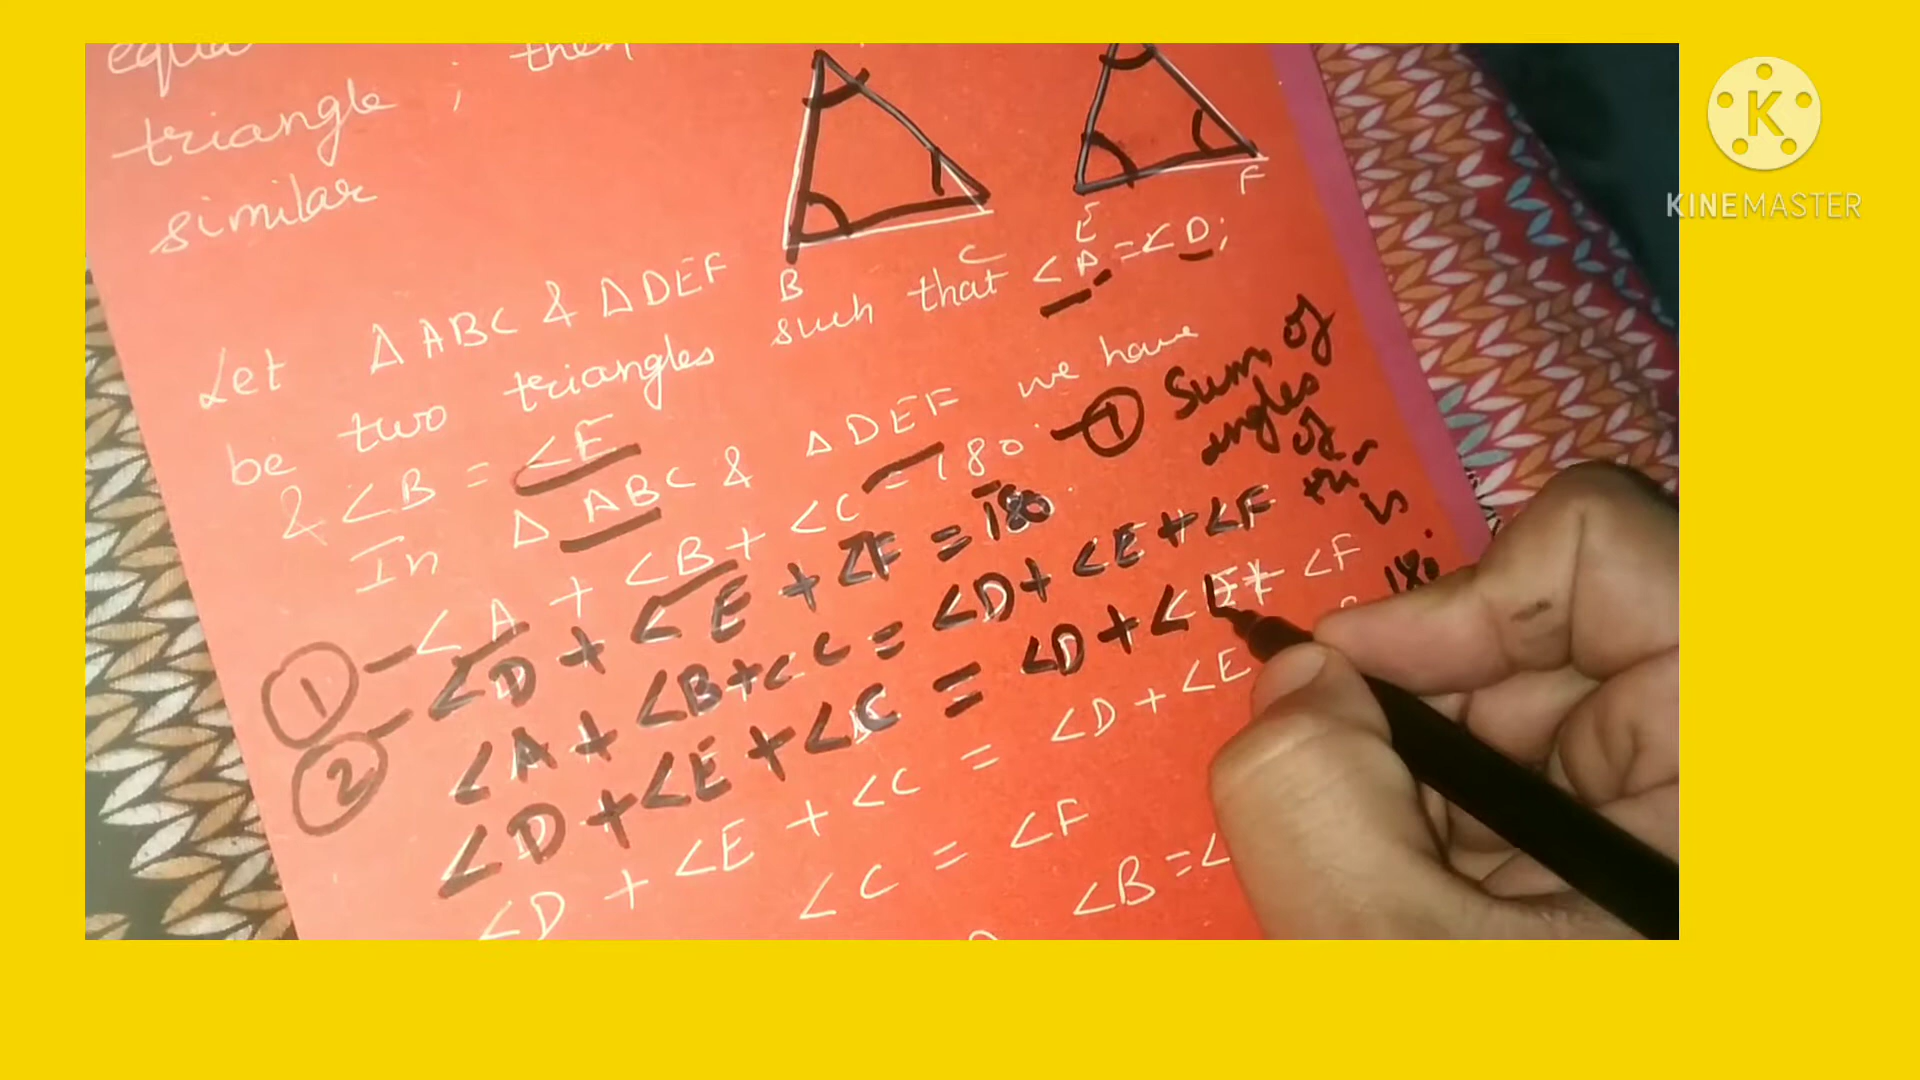 triangle ; then
similar
B
C
E
F
Let Δ ABC & Δ DEF
be two triangles such that ∠A = ∠D;
& ∠B = ∠E
In Δ ABC & Δ DEF we have
① - ∠A + ∠B + ∠C = 180° - ① Sum of
angles
of
is
180°
② - ∠D + ∠E + ∠F = 180°
∠A + ∠B + ∠C = ∠D + ∠E + ∠F
∠D + ∠E + ∠C = ∠D + ∠E + ∠F
∠D + ∠E + ∠C = ∠D + ∠E
∠C = ∠F
∠B = ∠
K
KINEMASTER